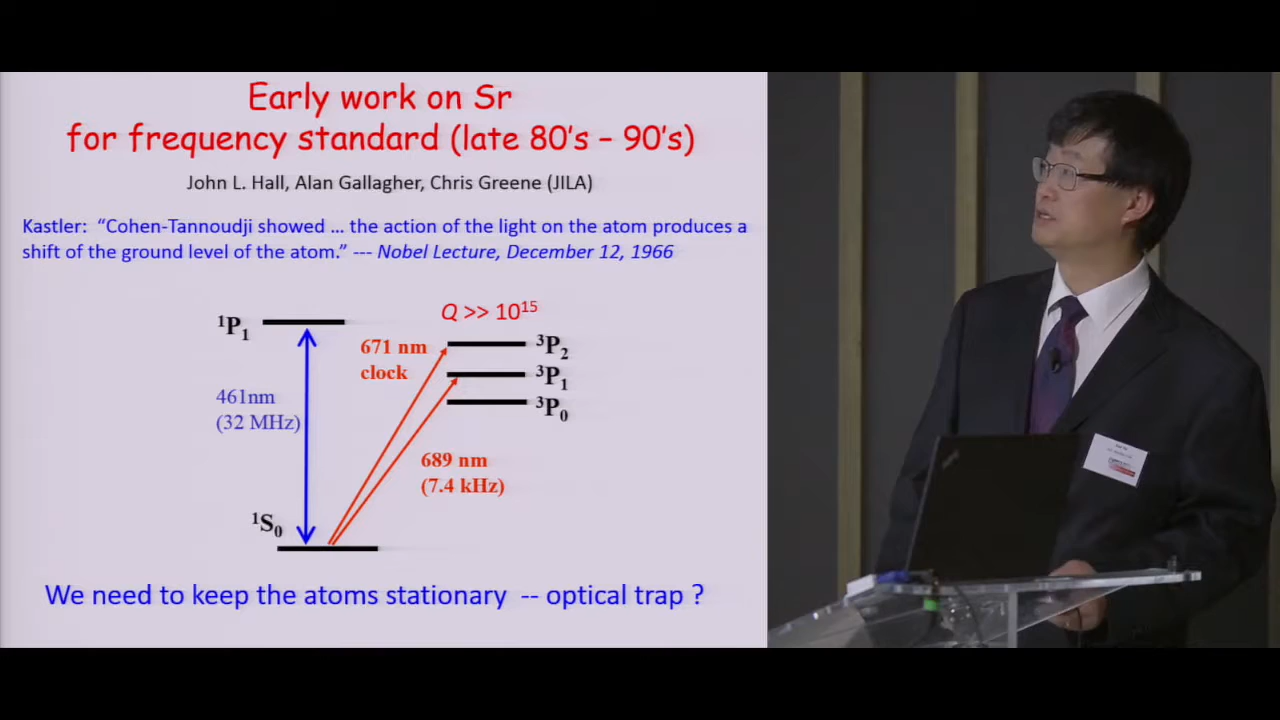 Early work on Sr
for frequency standard (late 80's – 90's)
John L. Hall, Alan Gallagher, Chris Greene (JILA)
Kastler: “Cohen-Tannoudji showed … the action of the light on the atom produces a
shift of the ground level of the atom.” --- Nobel Lecture, December 12, 1966
Q >> 10¹⁵
¹P₁
671 nm
clock
³P₂
³P₁
³P₀
461nm
(32 MHz)
689 nm
(7.4 kHz)
¹S₀
We need to keep the atoms stationary -- optical trap ?